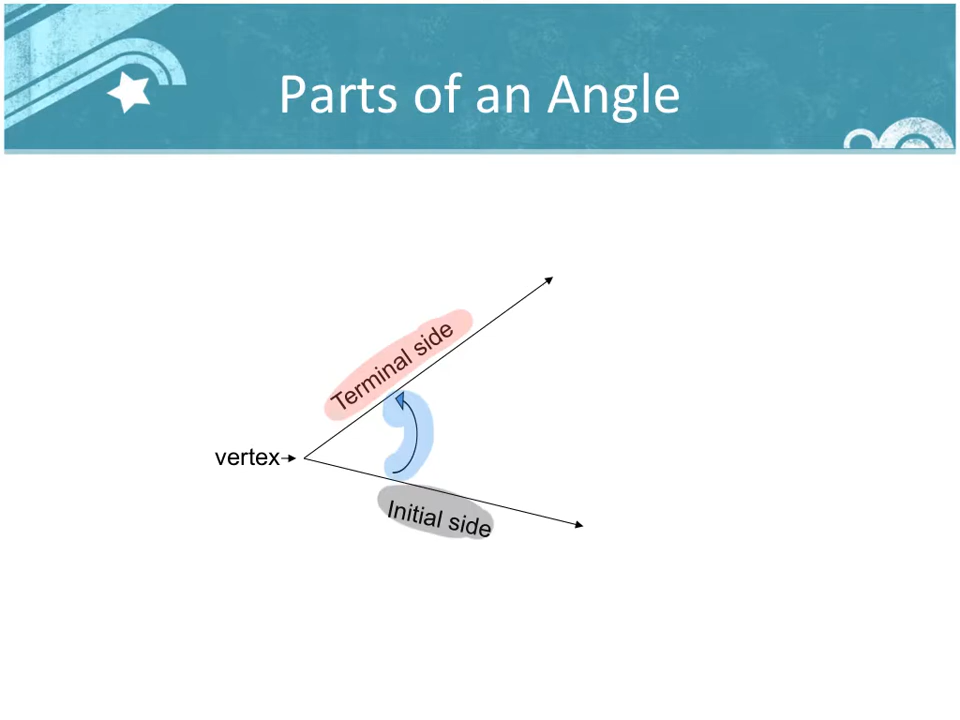 Parts of an Angle
Terminal side
vertex
Initial side